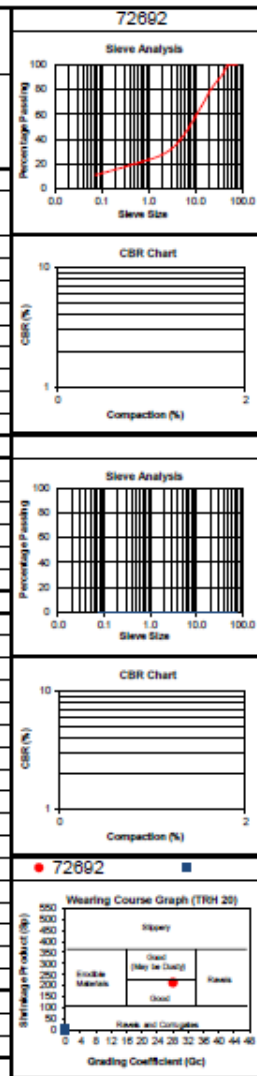 72692
Sieve Analysis
Percentage Passing
100
80
60
40
20
0
0.0 0.1 1.0 10.0 100.0
Sieve Size
CBR Chart
CBR (%)
10
1
0 2
Compaction (%)
Sieve Analysis
Percentage Passing
100
80
60
40
20
0
0.0 0.1 1.0 10.0 100.0
Sieve Size
CBR Chart
CBR (%)
10
1
0 2
Compaction (%)
72692
Wearing Course Graph (TRH 20)
Shrinkage Product (Sp)
550
500
450
400
350
300
250
200
150
100
50
0
Slippery
Good
(May be Dusty)
Erodible
Materials
Ravels
Good
Ravels and Corrugates
0 4 8 12 16 20 24 28 32 36 40 44 48
Grading Coefficient (Gc)